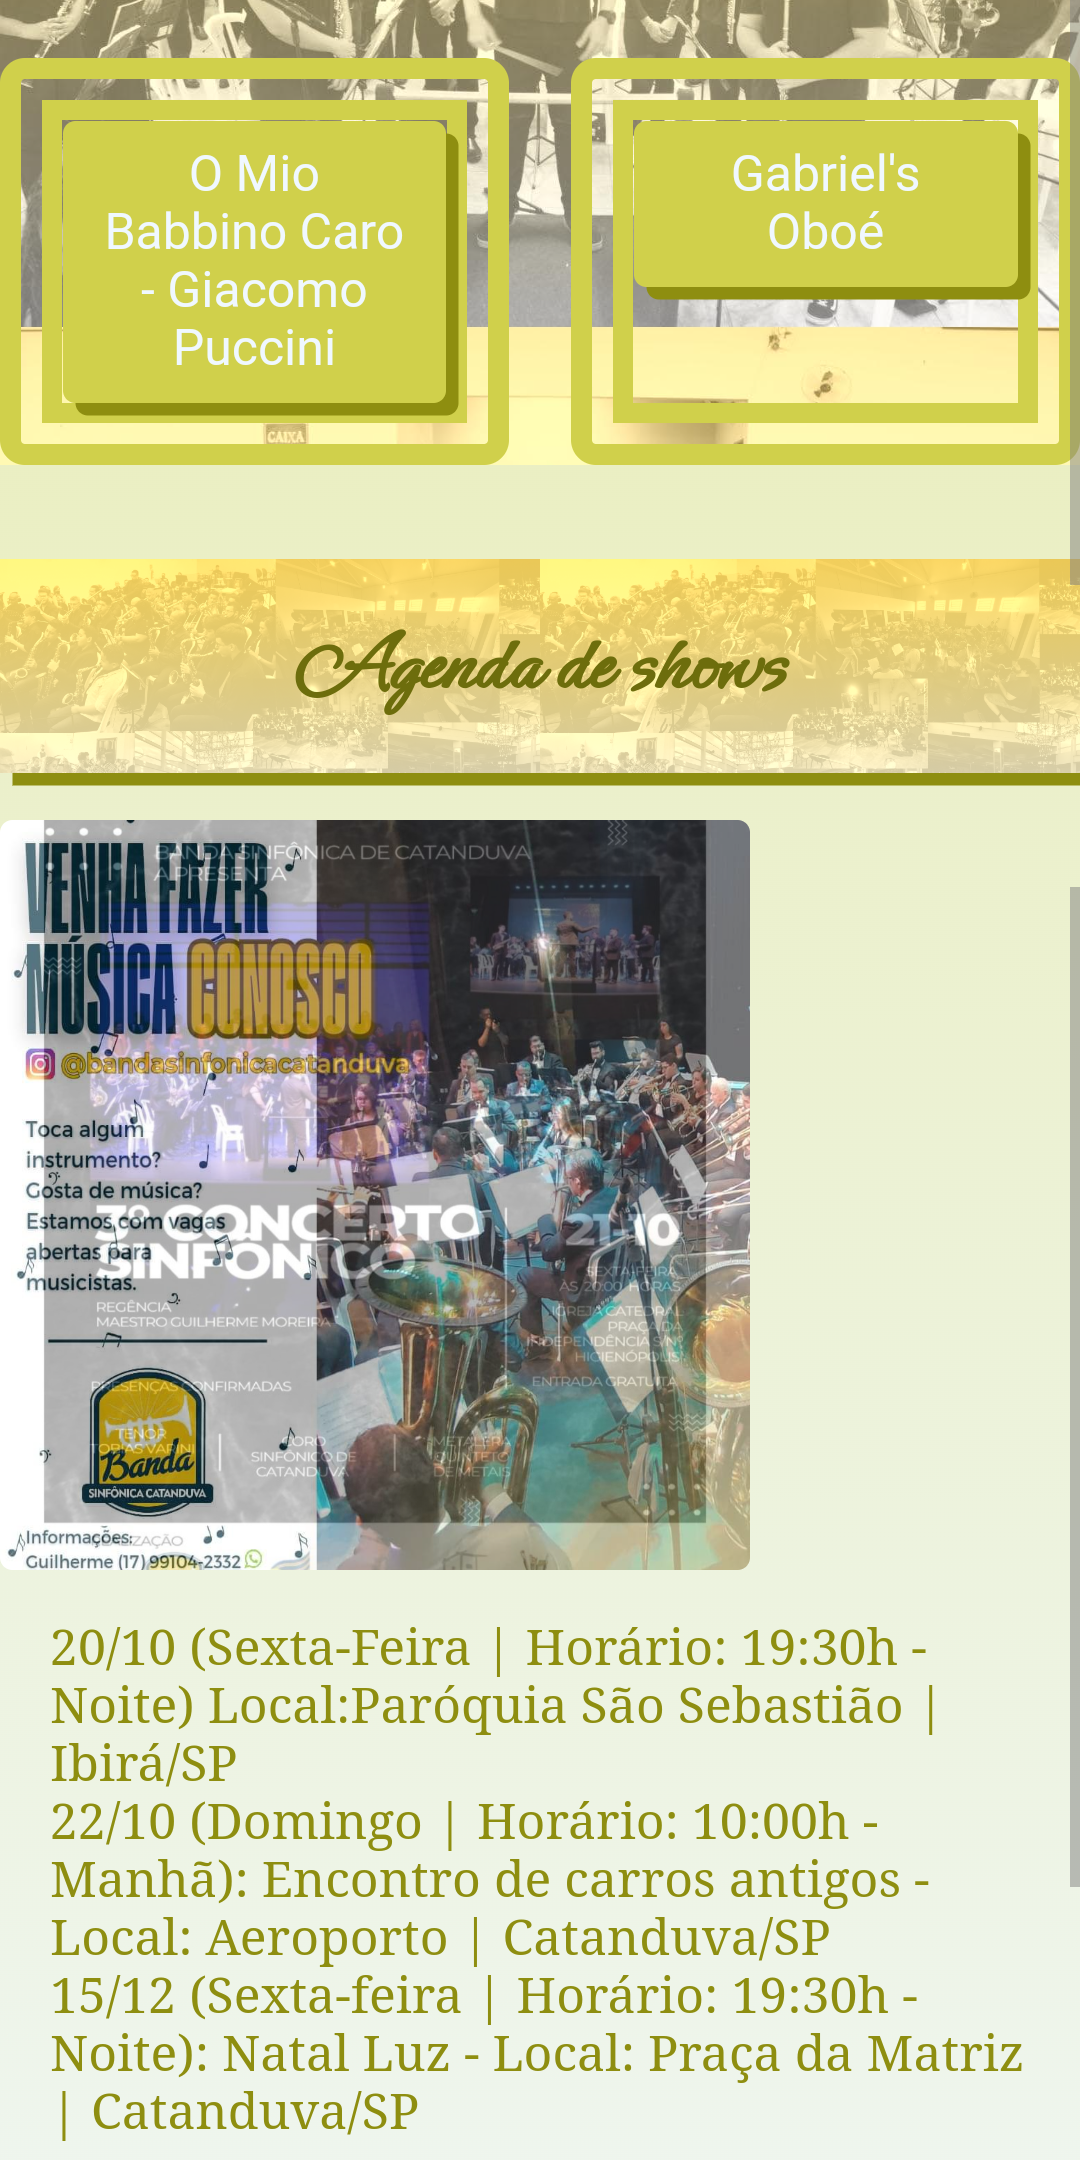 O Mio
Babbino Caro
- Giacomo
Puccini
Gabriel's
Oboé
CAIXA
Agenda de shows
VENHA FAZER
MÚSICA CONOSCO
@bandasinfonicacatanduva
BANDA SINFÔNICA DE CATANDUVA
APRESENTA
Toca algum
instrumento?
Gosta de música?
Estamos com vagas
abertas para
musicistas.
3º CONCERTO
SINFÔNICO
21-10
SEXTA-FEIRA
ÀS 20:00 HORAS
IGREJA CATEDRAL
PRAÇA DA
INDEPENDÊNCIA S/Nº
HIGIENÓPOLIS
ENTRADA GRATUITA
REGÊNCIA
MAESTRO GUILHERME MOREIRA
PRESENÇAS CONFIRMADAS
TENOR
CORO
SINFÔNICO DE
CATANDUVA
METALERA
QUINTETO
DE METAIS
Banda
SINFÔNICA CATANDUVA
Informações:
Guilherme (17) 99104-2332
20/10 (Sexta-Feira | Horário: 19:30h -
Noite) Local:Paróquia São Sebastião |
Ibirá/SP
22/10 (Domingo | Horário: 10:00h -
Manhã): Encontro de carros antigos -
Local: Aeroporto | Catanduva/SP
15/12 (Sexta-feira | Horário: 19:30h -
Noite): Natal Luz - Local: Praça da Matriz
| Catanduva/SP